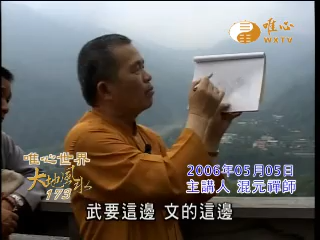 唯心
WXTV
唯心世界
大地風水
173
2006年05月05日
主講人 混元禪師
武要這邊 文的這邊